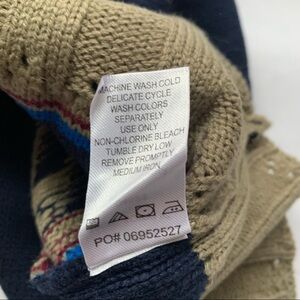 MACHINE WASH COLD
DELICATE CYCLE
WASH COLORS
SEPARATELY
USE ONLY
NON-CHLORINE BLEACH
TUMBLE DRY LOW
REMOVE PROMPTLY
MEDIUM IRON
PO# 06952527